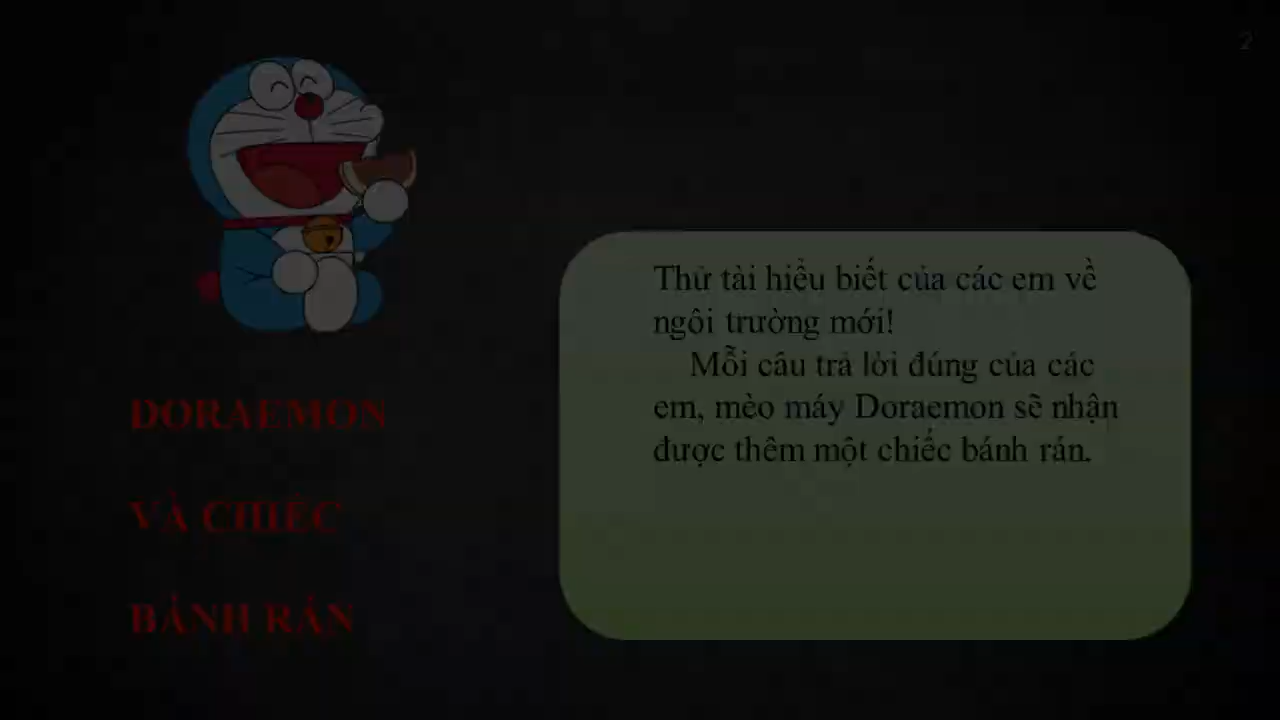 2
DORAEMON
VÀ CHIẾC
BÁNH RÁN
Thử tài hiểu biết của các em về
ngôi trường mới!
Mỗi câu trả lời đúng của các
em, mèo máy Doraemon sẽ nhận
được thêm một chiếc bánh rán.